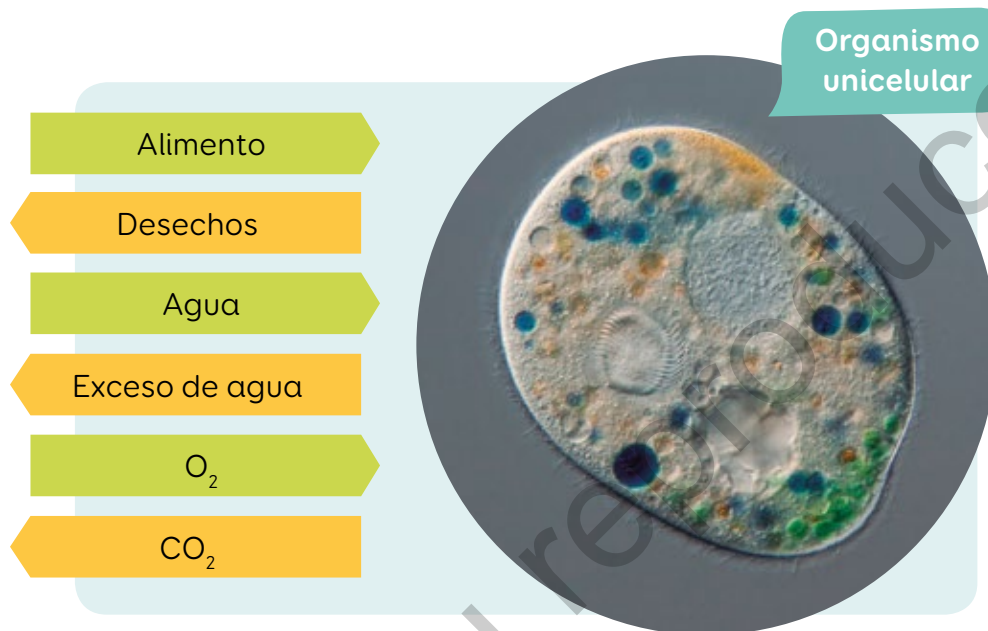 Organismo
unicelular
Alimento
Desechos
Agua
Exceso de agua
O₂
CO₂